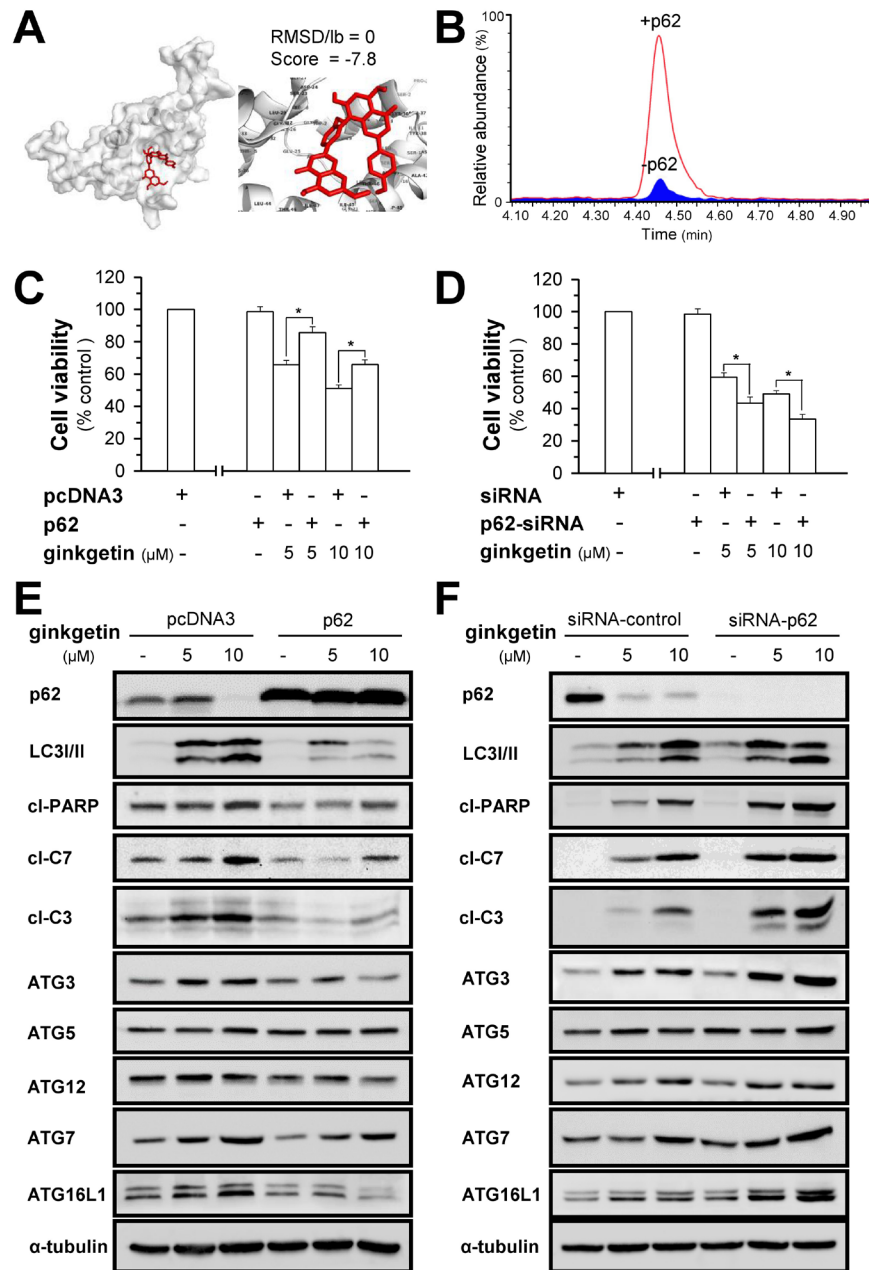 A
RMSD/lb = 0
Score = -7.8
B
100
+p62
-p62
0
Relative abundance (%)
4.10 4.20 4.30 4.40 4.50 4.60 4.70 4.80 4.90
Time (min)
C
120
100
80
60
40
20
0
Cell viability
(% control )
* *
pcDNA3 + - + - + -
p62 - + - + - +
ginkgetin (μM) - - 5 5 10 10
D
120
100
80
60
40
20
0
Cell viability
(% control )
* *
siRNA + - + - + -
p62-siRNA - + - + - +
ginkgetin (μM) - - 5 5 10 10
E
pcDNA3 p62
ginkgetin
(μM) - 5 10 - 5 10
p62
LC3I/II
cl-PARP
cl-C7
cl-C3
ATG3
ATG5
ATG12
ATG7
ATG16L1
α-tubulin
F
siRNA-control siRNA-p62
ginkgetin
(μM) - 5 10 - 5 10
p62
LC3I/II
cl-PARP
cl-C7
cl-C3
ATG3
ATG5
ATG12
ATG7
ATG16L1
α-tubulin